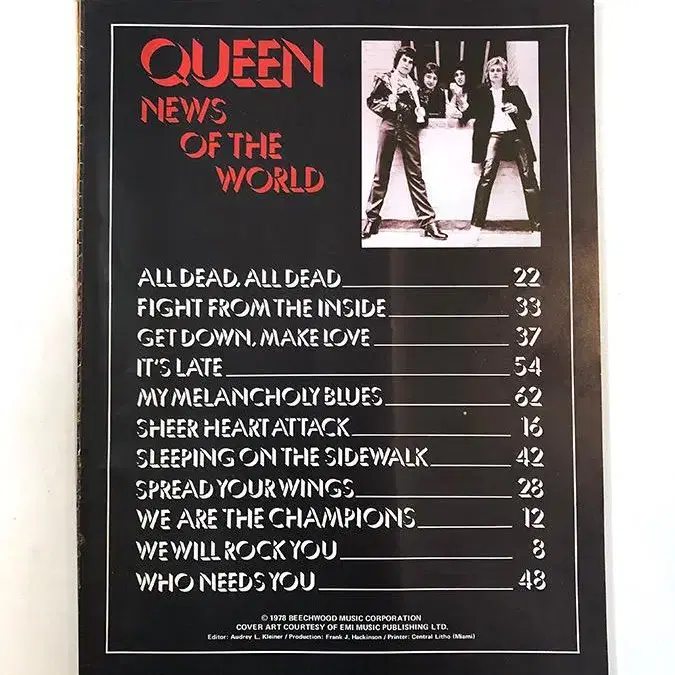 QUEEN
NEWS
OF THE
WORLD
ALL DEAD, ALL DEAD 22
FIGHT FROM THE INSIDE 33
GET DOWN, MAKE LOVE 37
IT'S LATE 54
MY MELANCHOLY BLUES 62
SHEER HEART ATTACK 16
SLEEPING ON THE SIDEWALK 42
SPREAD YOUR WINGS 28
WE ARE THE CHAMPIONS 12
WE WILL ROCK YOU 8
WHO NEEDS YOU 48
© 1978 BEECHWOOD MUSIC CORPORATION
COVER ART COURTESY OF EMI MUSIC PUBLISHING LTD.
Editor: Audrey L. Kleiner / Production: Frank J. Hackinson / Printer: Central Litho (Miami)